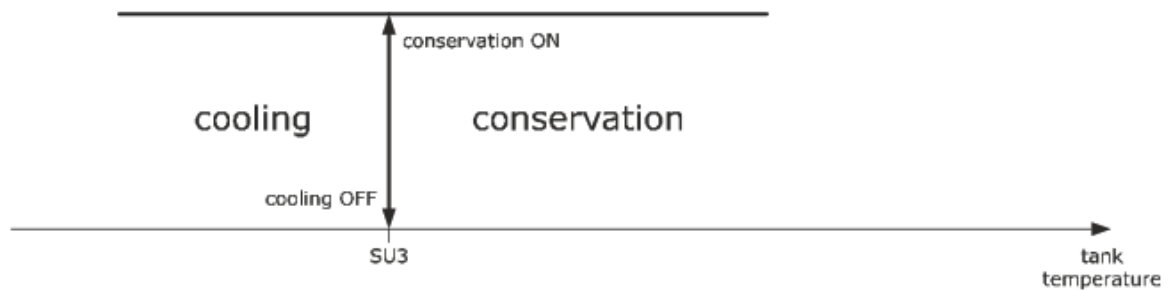 conservation ON
cooling
conservation
cooling OFF
SU3
tank
temperature